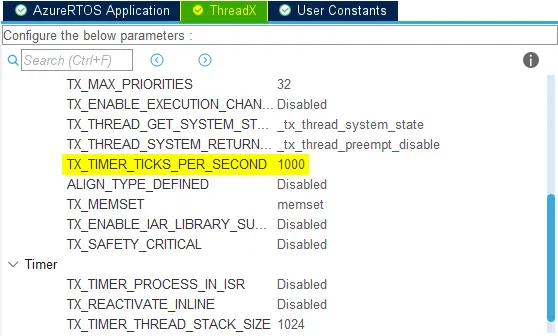 AzureRTOS Application ThreadX User Constants
Configure the below parameters :
Search (Ctrl+F)
TX_MAX_PRIORITIES 32
TX_ENABLE_EXECUTION_CHAN... Disabled
TX_THREAD_GET_SYSTEM_ST... _tx_thread_system_state
TX_THREAD_SYSTEM_RETURN... _tx_thread_preempt_disable
TX_TIMER_TICKS_PER_SECOND 1000
ALIGN_TYPE_DEFINED Disabled
TX_MEMSET memset
TX_ENABLE_IAR_LIBRARY_SU... Disabled
TX_SAFETY_CRITICAL Disabled
Timer
TX_TIMER_PROCESS_IN_ISR Disabled
TX_REACTIVATE_INLINE Disabled
TX_TIMER_THREAD_STACK_SIZE 1024